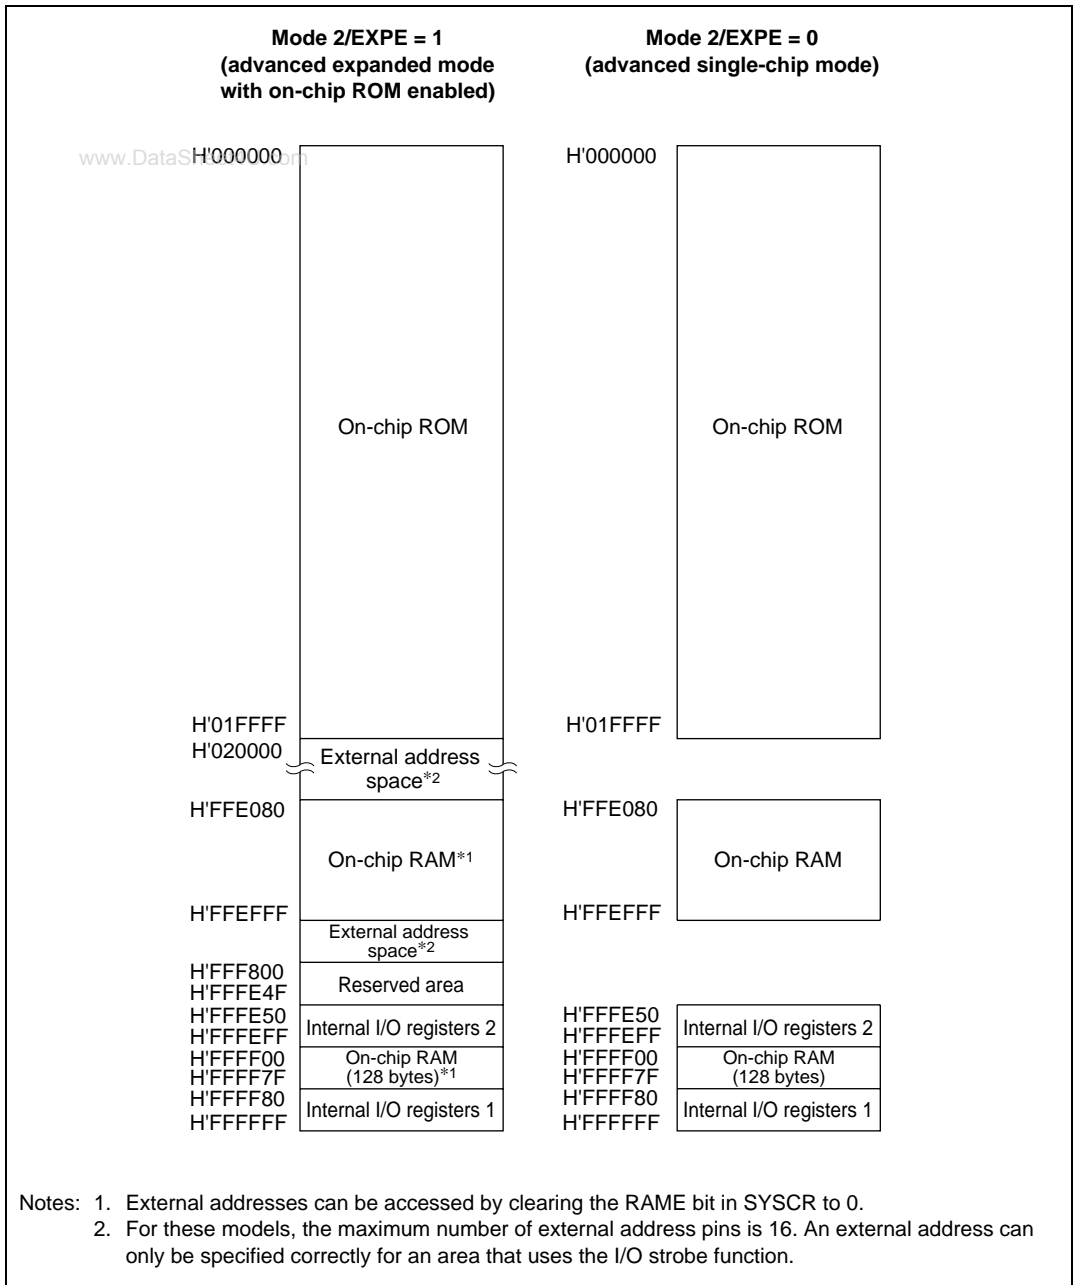 Mode 2/EXPE = 1
(advanced expanded mode
with on-chip ROM enabled)
Mode 2/EXPE = 0
(advanced single-chip mode)
H'000000
On-chip ROM
H'01FFFF
H'020000
External address
space*2
H'FFE080
On-chip RAM*1
H'FFEFFF
External address
space*2
H'FFF800
H'FFFE4F
Reserved area
H'FFFE50
H'FFFEFF
Internal I/O registers 2
H'FFFF00
H'FFFF7F
On-chip RAM
(128 bytes)*1
H'FFFF80
H'FFFFFF
Internal I/O registers 1
H'000000
On-chip ROM
H'01FFFF
H'FFE080
On-chip RAM
H'FFEFFF
H'FFFE50
H'FFFEFF
Internal I/O registers 2
H'FFFF00
H'FFFF7F
On-chip RAM
(128 bytes)
H'FFFF80
H'FFFFFF
Internal I/O registers 1
Notes: 1. External addresses can be accessed by clearing the RAME bit in SYSCR to 0.
2. For these models, the maximum number of external address pins is 16. An external address can
only be specified correctly for an area that uses the I/O strobe function.